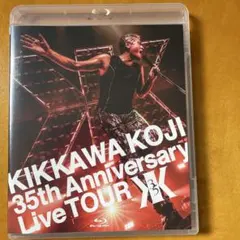 KIKKAWA KOJI
35th Anniversary
Live TOUR